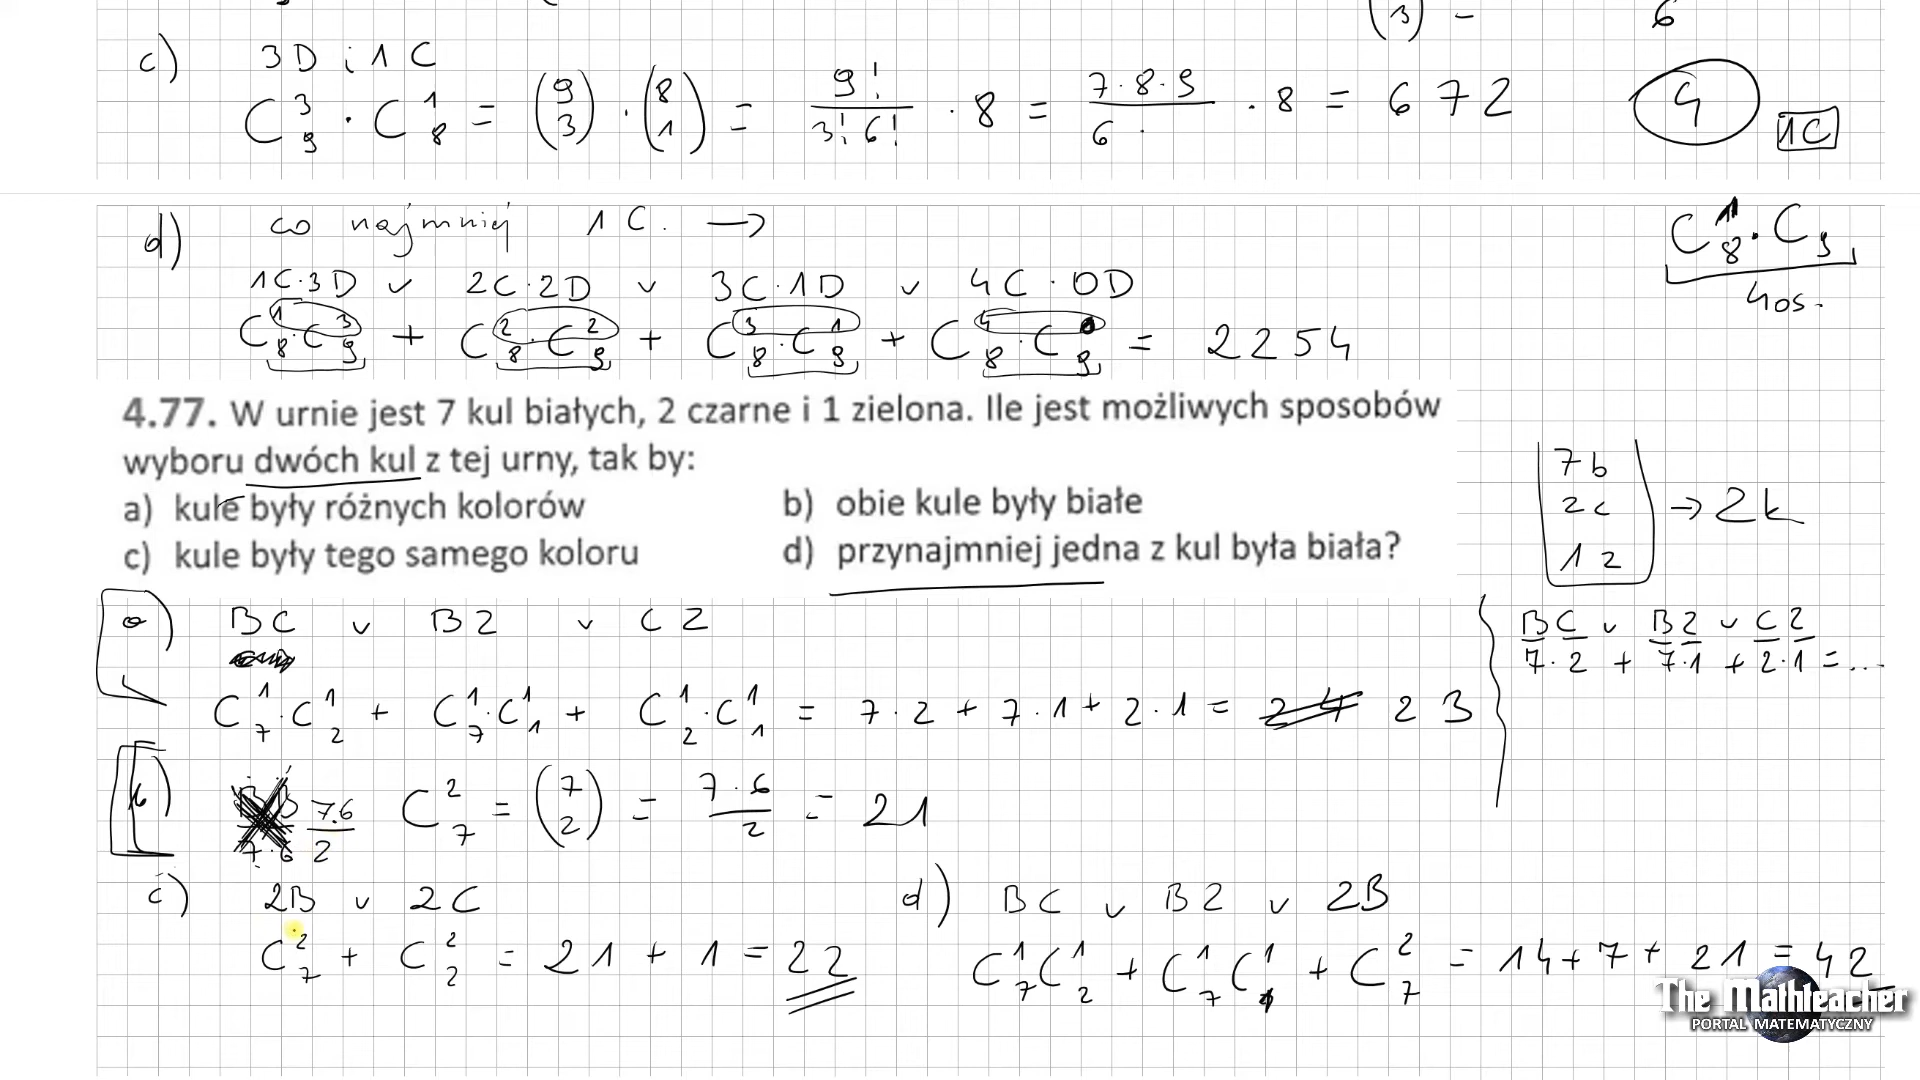 (3) - 6
c) 3D i 1C
C³₉ · C¹₈ = (9 3) · (8 1) = 9!/3!6! · 8 = 7·8·9/6 · 8 = 672
4
1C
d) co najmniej 1C. →
C¹₈ · C₉
4os.
1C·3D v 2C·2D v 3C·1D v 4C·0D
C¹₈·C³₉ + C²₈·C²₉ + C³₈·C¹₉ + C⁴₈·C⁰₉ = 2254
4.77. W urnie jest 7 kul białych, 2 czarne i 1 zielona. Ile jest możliwych sposobów
wyboru dwóch kul z tej urny, tak by:
a) kule były różnych kolorów b) obie kule były białe
c) kule były tego samego koloru d) przynajmniej jedna z kul była biała?
7b
2c → 2k
1z
a) BC v BZ v CZ
C¹₇·C¹₂ + C¹₇·C¹₁ + C¹₂·C¹₁ = 7·2 + 7·1 + 2·1 = 24 23
BC v BZ v CZ
7·2 + 7·1 + 2·1 = ...
b) 7·6/2 C²₇ = (7 2) = 7·6/2 = 21
c) 2B v 2C
C²₇ + C²₂ = 21 + 1 = 22
d) BC v BZ v 2B
C¹₇C¹₂ + C¹₇C¹₁ + C²₇ = 14 + 7 + 21 = 42
The Mathteacher
PORTAL MATEMATYCZNY